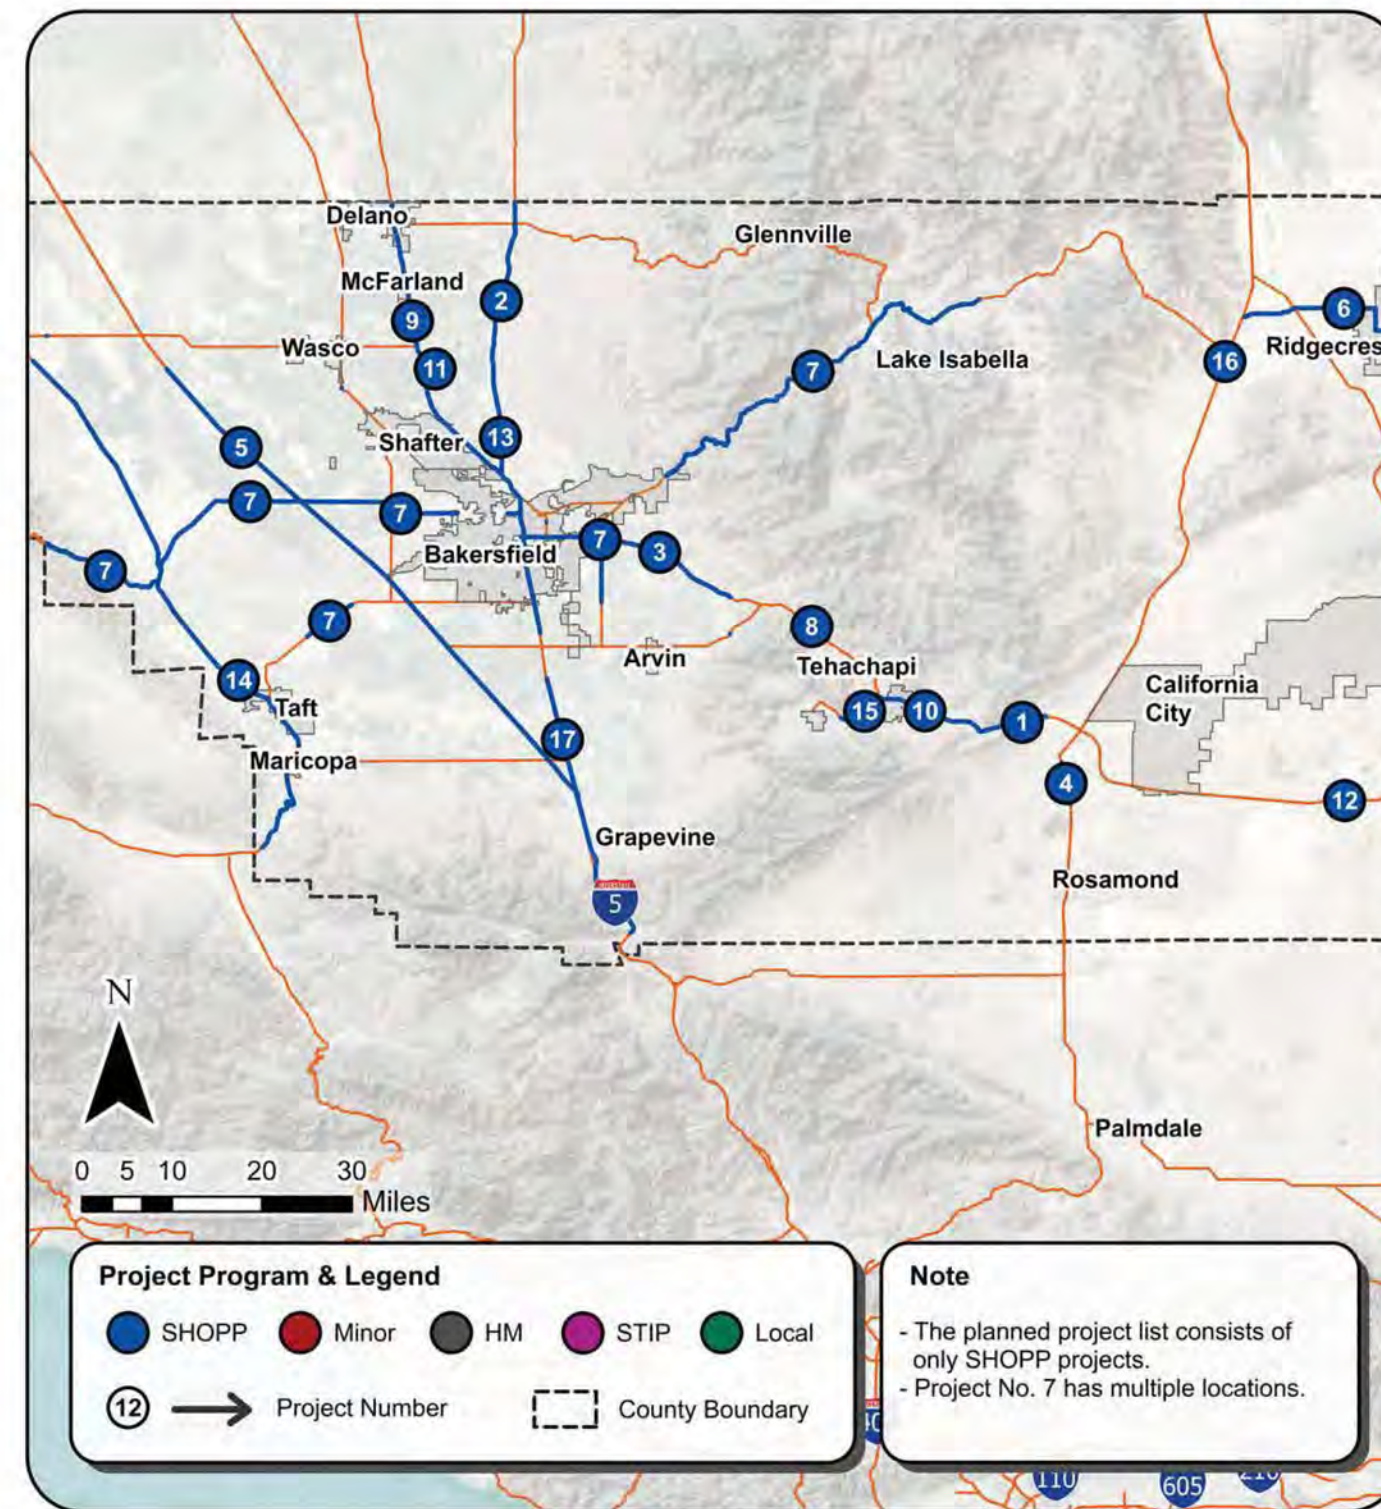 Delano
Glennville
McFarland
2
9
6
Wasco
Ridgecres
11
Lake Isabella
16
7
Shafter
13
5
7
7
Bakersfield
7
3
7
7
8
Arvin
Tehachapi
14
California
City
Taft
15
10
1
17
Maricopa
4
12
Grapevine
Rosamond
5
N
Palmdale
0 5 10 20 30
Miles
Project Program & Legend
SHOPP Minor HM STIP Local
12 Project Number County Boundary
Note
- The planned project list consists of
only SHOPP projects.
- Project No. 7 has multiple locations.
110
605
210